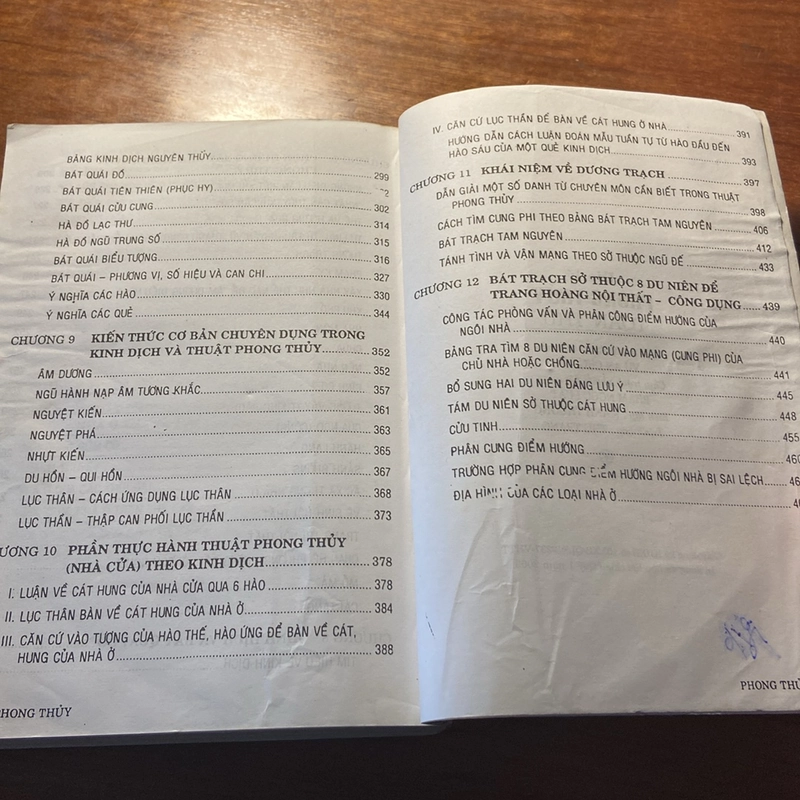 BẢNG KINH DỊCH NGUYÊN THỦY
BÁT QUÁI ĐỒ 299
BÁT QUÁI TIÊN THIÊN (PHỤC HY) 2
BÁT QUÁI CỬU CUNG 302
HÀ ĐỒ LẠC THƯ 314
HÀ ĐỒ NGŨ TRUNG SỐ 315
BÁT QUÁI BIỂU TƯỢNG 316
BÁT QUÁI – PHƯƠNG VỊ, SỐ HIỆU VÀ CAN CHI 327
Ý NGHĨA CÁC HÀO 330
Ý NGHĨA CÁC QUẺ 344
CHƯƠNG 9 KIẾN THỨC CƠ BẢN CHUYÊN DỤNG TRONG
KINH DỊCH VÀ THUẬT PHONG THỦY 352
ÂM DƯƠNG 352
NGŨ HÀNH NẠP ÂM TƯƠNG KHẮC 357
NGUYỆT KIẾN 361
NGUYỆT PHÁ 363
NHỰT KIẾN 365
DU HỒN – QUI HỒN 367
LỤC THÂN – CÁCH ỨNG DỤNG LỤC THÂN 368
LỤC THẦN – THẬP CAN PHỐI LỤC THẦN 373
ƯƠNG 10 PHẦN THỰC HÀNH THUẬT PHONG THỦY
(NHÀ CỬA) THEO KINH DỊCH 378
I. LUẬN VỀ CÁT HUNG CỦA NHÀ CỬA QUA 6 HÀO 378
II. LỤC THÂN BÀN VỀ CÁT HUNG CỦA NHÀ Ở 384
III. CĂN CỨ VÀO TƯỢNG CỦA HÀO THẾ, HÀO ỨNG ĐỂ BÀN VỀ CÁT,
HUNG CỦA NHÀ Ở 388
PHONG THỦY
IV. CĂN CỨ LỤC THẦN ĐỂ BÀN VỀ CÁT HUNG Ở NHÀ 391
HƯỚNG DẪN CÁCH LUẬN ĐOÁN MẪU TUẦN TỰ TỪ HÀO ĐẦU ĐẾN
HÀO SÁU CỦA MỘT QUẺ KINH DỊCH 393
CHƯƠNG 11 KHÁI NIỆM VỀ DƯƠNG TRẠCH 397
DẪN GIẢI MỘT SỐ DANH TỪ CHUYÊN MÔN CẦN BIẾT TRONG THUẬT
PHONG THỦY 398
CÁCH TÌM CUNG PHI THEO BẢNG BÁT TRẠCH TAM NGUYÊN 406
BÁT TRẠCH TAM NGUYÊN 412
TÁNH TÌNH VÀ VẬN MẠNG THEO SỞ THUỘC NGŨ ĐẾ 433
CHƯƠNG 12 BÁT TRẠCH SỞ THUỘC 8 DU NIÊN ĐỂ
TRANG HOÀNG NỘI THẤT – CÔNG DỤNG 439
CÔNG TÁC PHỎNG VẤN VÀ PHÂN CÔNG ĐIỂM HƯỚNG CỦA
NGÔI NHÀ 440
BẢNG TRA TÌM 8 DU NIÊN CĂN CỨ VÀO MẠNG (CUNG PHI) CỦA
CHỦ NHÀ HOẶC CHỒNG 441
BỔ SUNG HAI DU NIÊN ĐÁNG LƯU Ý 445
TÁM DU NIÊN SỞ THUỘC CÁT HUNG 448
CỬU TINH 455
PHÂN CUNG ĐIỂM HƯỚNG 460
TRƯỜNG HỢP PHÂN CUNG ĐIỂM HƯỚNG NGÔI NHÀ BỊ SAI LỆCH 46
ĐỊA HÌNH CỦA CÁC LOẠI NHÀ Ở
PHONG THỦ